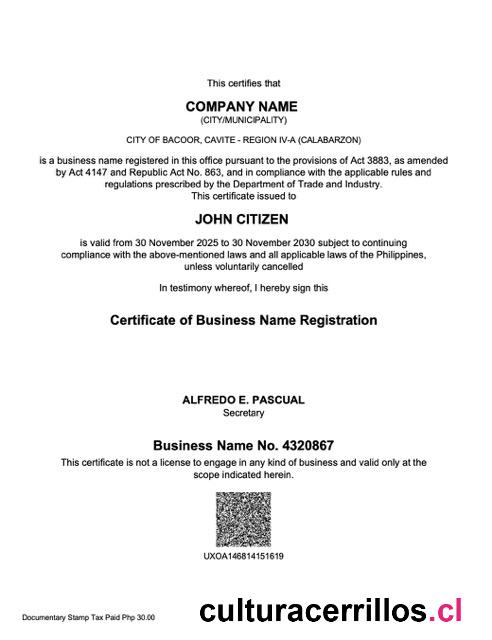 This certifies that
COMPANY NAME
(CITY/MUNICIPALITY)
CITY OF BACOOR, CAVITE - REGION IV-A (CALABARZON)
is a business name registered in this office pursuant to the provisions of Act 3883, as amended
by Act 4147 and Republic Act No. 863, and in compliance with the applicable rules and
regulations prescribed by the Department of Trade and Industry.
This certificate issued to
JOHN CITIZEN
is valid from 30 November 2025 to 30 November 2030 subject to continuing
compliance with the above-mentioned laws and all applicable laws of the Philippines,
unless voluntarily cancelled
In testimony whereof, I hereby sign this
Certificate of Business Name Registration
ALFREDO E. PASCUAL
Secretary
Business Name No. 4320867
This certificate is not a license to engage in any kind of business and valid only at the
scope indicated herein.
UXOA146814151619
Documentary Stamp Tax Paid Php 30.00
culturacerrillos.cl